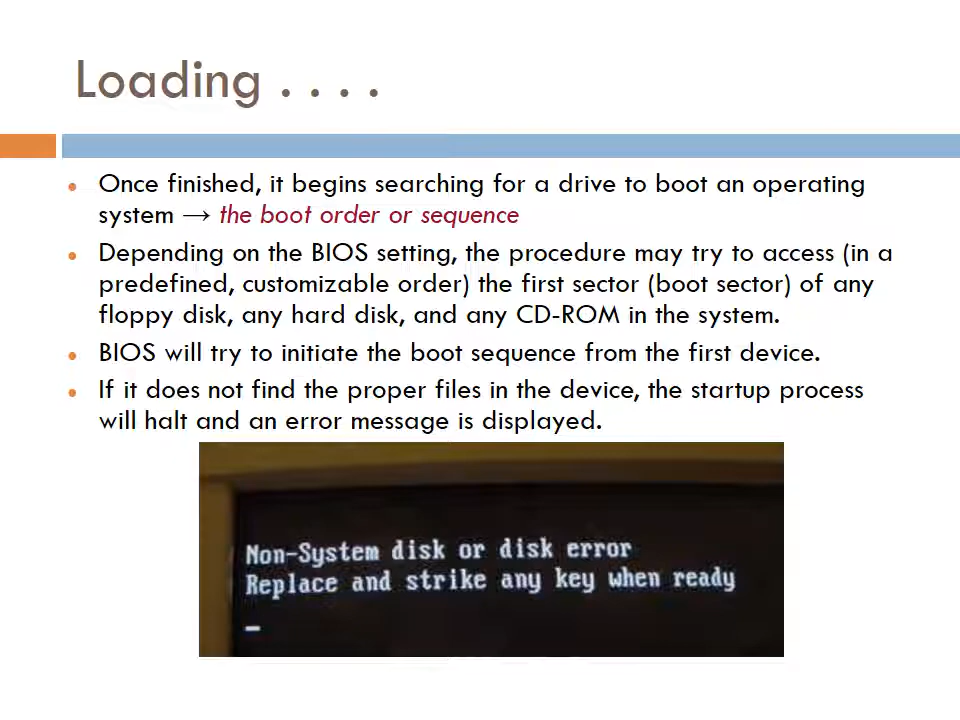 Loading . . . .
• Once finished, it begins searching for a drive to boot an operating
system → the boot order or sequence
• Depending on the BIOS setting, the procedure may try to access (in a
predefined, customizable order) the first sector (boot sector) of any
floppy disk, any hard disk, and any CD-ROM in the system.
• BIOS will try to initiate the boot sequence from the first device.
• If it does not find the proper files in the device, the startup process
will halt and an error message is displayed.
Non-System disk or disk error
Replace and strike any key when ready
_